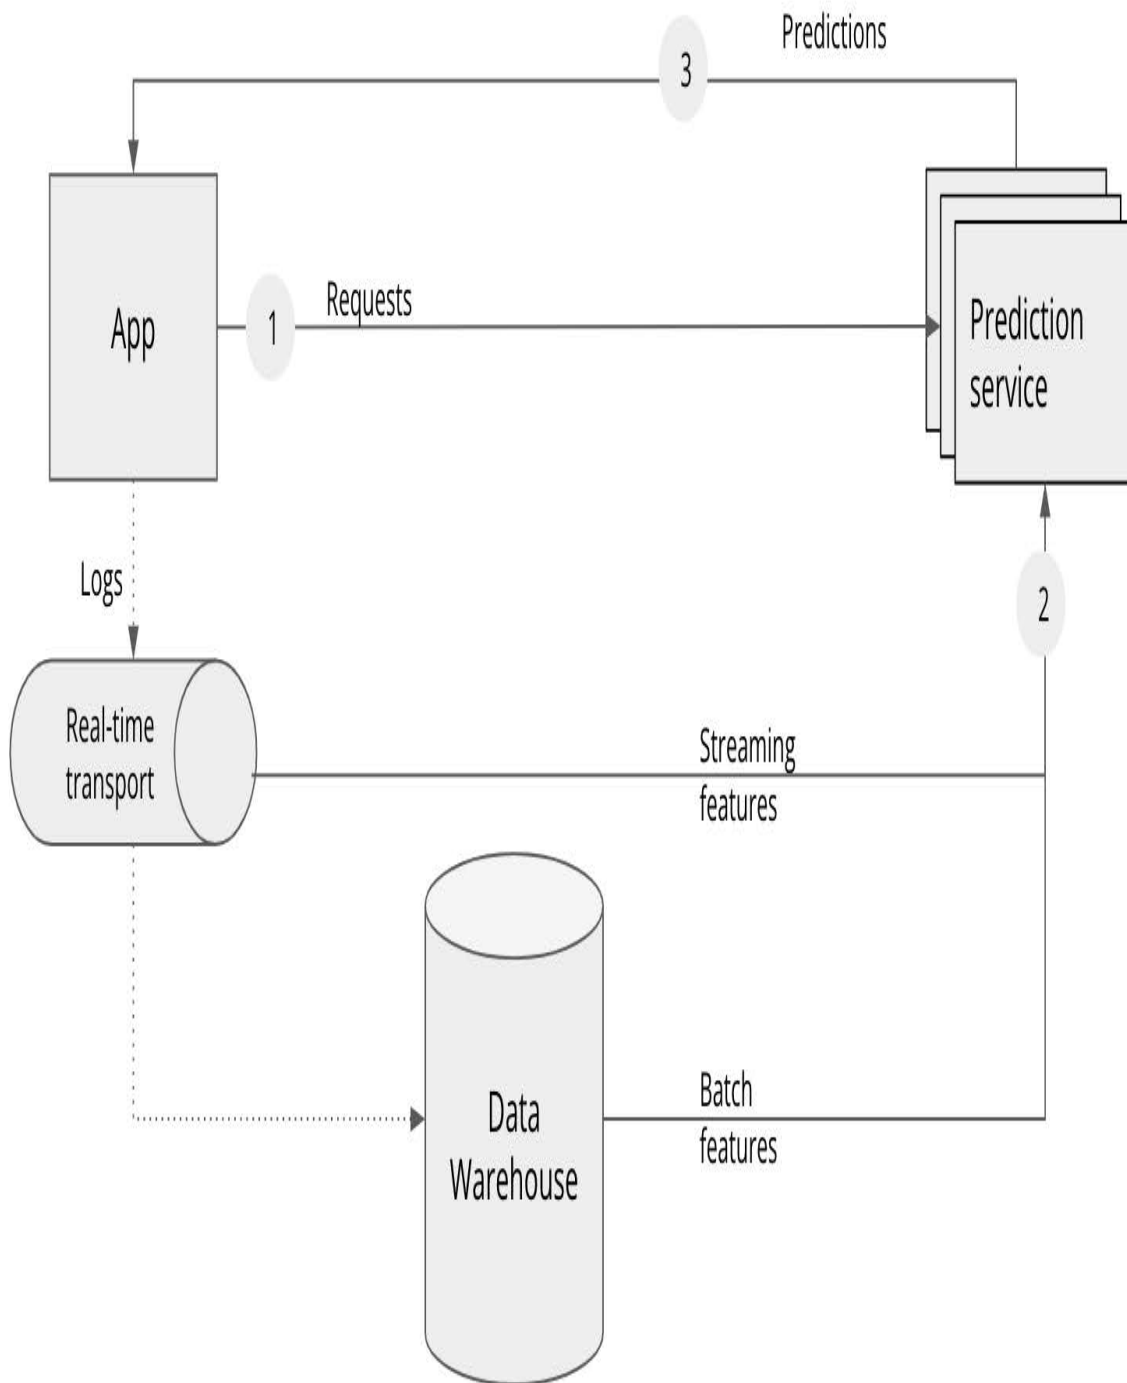 Predictions
3
App
1
Requests
Prediction
service
Logs
2
Real-time
transport
Streaming
features
Data
Warehouse
Batch
features